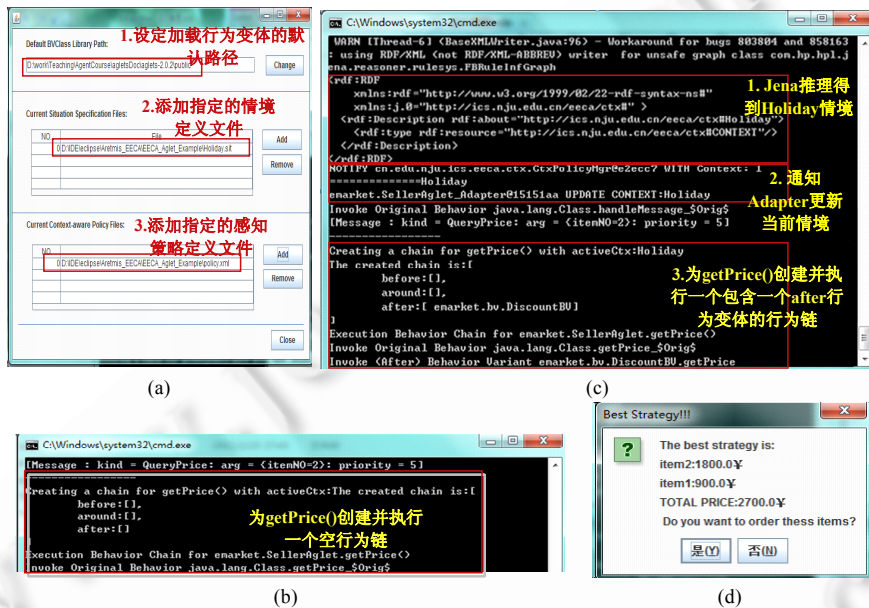 Default BVClass Library Path:
1.设定加载行为变体的默
认路径
D:\work\Teaching\AgentCourse\aglets\Doc\aglets-2.0.2\public
Change
Current Situation Specification Files:
2.添加指定的情境
定义文件
NO.
File
Add
0
D:\IDE\eclipse\Aretmis_EECA\EECA_Aglet_Example\Holiday.sit
Remove
Current Context-aware Policy Files:
3.添加指定的感知
策略定义文件
NO.
Add
0
D:\IDE\eclipse\Aretmis_EECA\EECA_Aglet_Example\policy.xml
Remove
Close
(a)
C:\Windows\system32\cmd.exe
WARN [Thread-6] (BaseXMLWriter.java:96) - Workaround for bugs 803804 and 858163
: using RDF/XML (not RDF/XML-ABBREV) writer  for unsafe graph class com.hp.hpl.j
ena.reasoner.rulesys.FBRuleInfGraph
<rdf:RDF
xmlns:rdf="http://www.w3.org/1999/02/22-rdf-syntax-ns#"
xmlns:j.0="http://ics.nju.edu.cn/eeca/ctx#" >
<rdf:Description rdf:about="http://ics.nju.edu.cn/eeca/ctx#Holiday">
<rdf:type rdf:resource="http://ics.nju.edu.cn/eeca/ctx#CONTEXT"/>
</rdf:Description>
</rdf:RDF>
1. Jena推理得
到Holiday情境
NOTIFY cn.edu.nju.ics.eeca.ctx.CtxPolicyMgr@e2ecc7 WITH Context: 1
=============Holiday
emarket.SellerAglet_Adapter@15151aa UPDATE CONTEXT:Holiday
2. 通知
Adapter更新
当前情境
Invoke Original Behavior java.lang.Class.handleMessage_$Orig$
[Message : kind = QueryPrice: arg = {itemNO=2}: priority = 5]
-----------------
Creating a chain for getPrice() with activeCtx:Holiday
The created chain is:[
before:[],
around:[],
after:[ emarket.bv.DiscountBV]
]
3.为getPrice()创建并执
行一个包含一个after行
为变体的行为链
Execution Behavior Chain for emarket.SellerAglet.getPrice()
Invoke Original Behavior java.lang.Class.getPrice_$Orig$
Invoke (After) Behavior Variant emarket.bv.DiscountBV.getPrice
(c)
C:\Windows\system32\cmd.exe
[Message : kind = QueryPrice: arg = {itemNO=2}: priority = 5]
-----------------
Creating a chain for getPrice() with activeCtx:The created chain is:[
before:[],
around:[],
after:[]
]
为getPrice()创建并执行
一个空行为链
Execution Behavior Chain for emarket.SellerAglet.getPrice()
Invoke Original Behavior java.lang.Class.getPrice_$Orig$
(b)
Best Strategy!!!
?
The best strategy is:
item2:1800.0¥
item1:900.0¥
TOTAL PRICE:2700.0¥
Do you want to order thess items?
是(Y)
否(N)
(d)